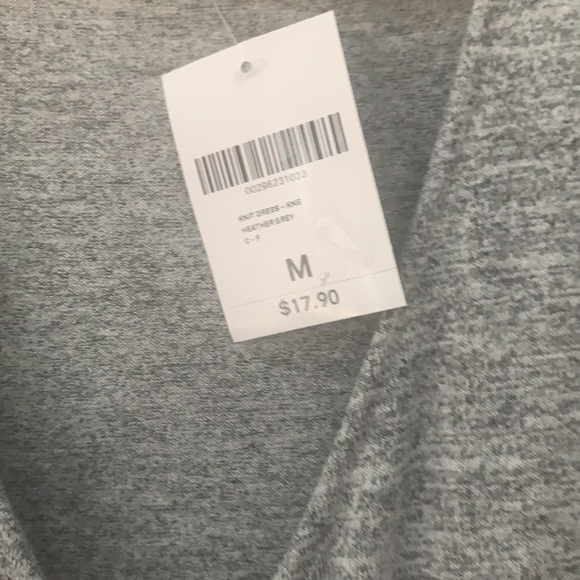 00296231023
KNIT DRESS - KNE
HEATHER GREY
C - F
M
$17.90